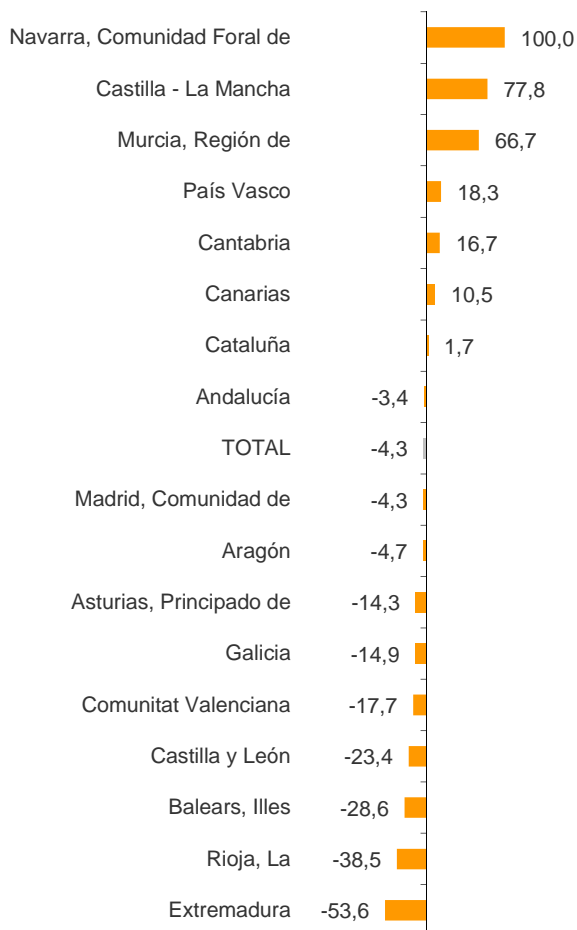 Navarra, Comunidad Foral de 100,0
Castilla - La Mancha 77,8
Murcia, Región de 66,7
País Vasco 18,3
Cantabria 16,7
Canarias 10,5
Cataluña 1,7
Andalucía -3,4
TOTAL -4,3
Madrid, Comunidad de -4,3
Aragón -4,7
Asturias, Principado de -14,3
Galicia -14,9
Comunitat Valenciana -17,7
Castilla y León -23,4
Balears, Illes -28,6
Rioja, La -38,5
Extremadura -53,6